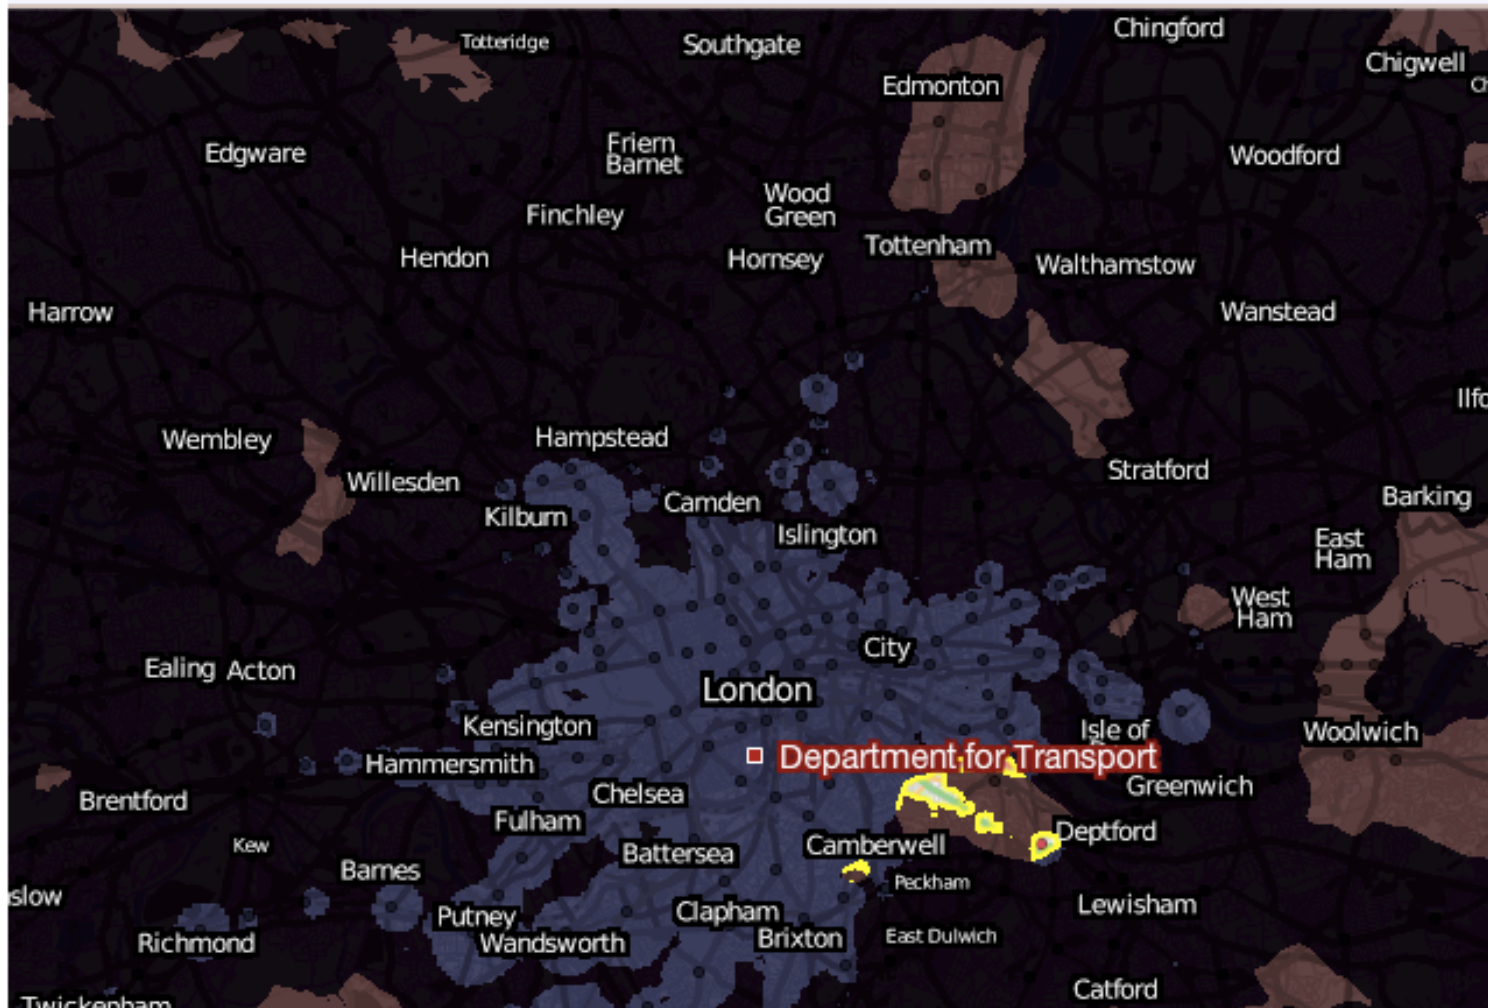 Chingford
Totteridge
Southgate
Chigwell
Edmonton
Edgware
Friern
Barnet
Woodford
Wood
Green
Finchley
Tottenham
Hendon
Hornsey
Walthamstow
Harrow
Wanstead
Wembley
Hampstead
Willesden
Stratford
Camden
Barking
Kilburn
Islington
East
Ham
West
Ham
City
Ealing
Acton
London
Kensington
Isle of
Woolwich
Department for Transport
Hammersmith
Greenwich
Chelsea
Brentford
Fulham
Deptford
Kew
Camberwell
Battersea
Barnes
Peckham
slow
Lewisham
Putney
Clapham
Richmond
Wandsworth
Brixton
East Dulwich
Catford
Twickenham